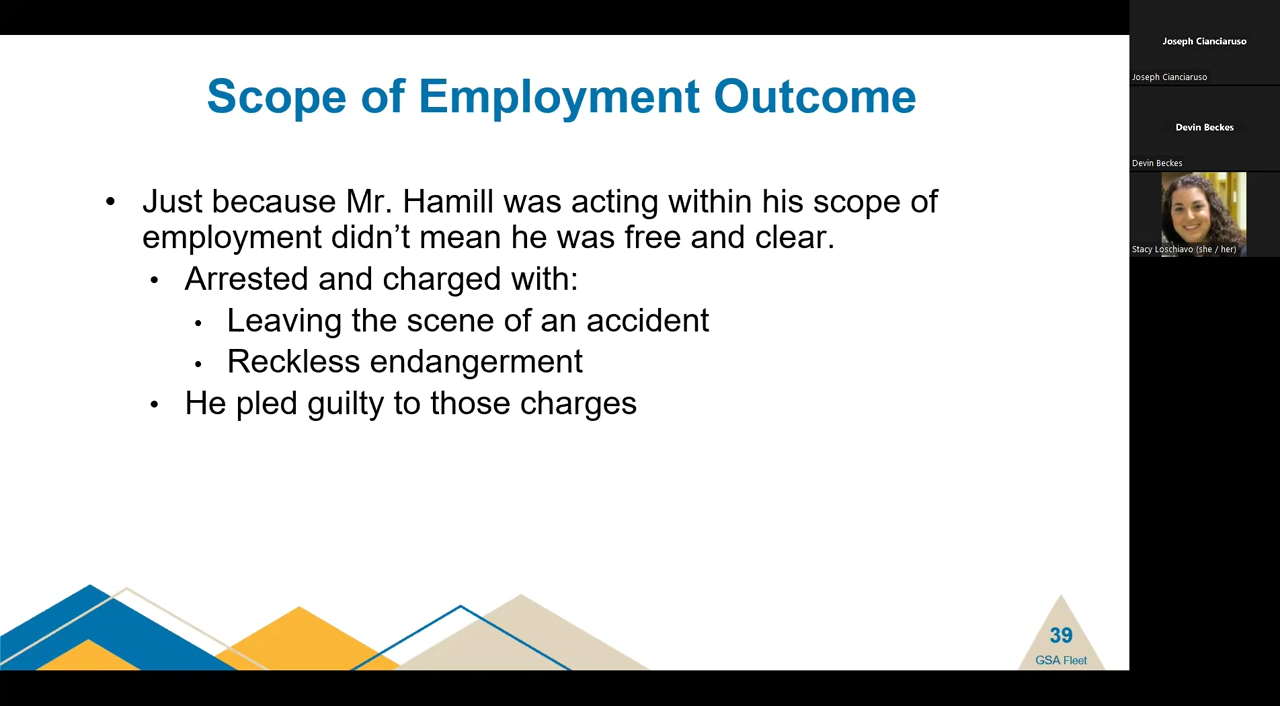 Scope of Employment Outcome
• Just because Mr. Hamill was acting within his scope of
employment didn’t mean he was free and clear.
• Arrested and charged with:
• Leaving the scene of an accident
• Reckless endangerment
• He pled guilty to those charges
39
GSA Fleet
Joseph Cianciaruso
Joseph Cianciaruso
Devin Beckes
Devin Beckes
Stacy Loschiavo (she / her)